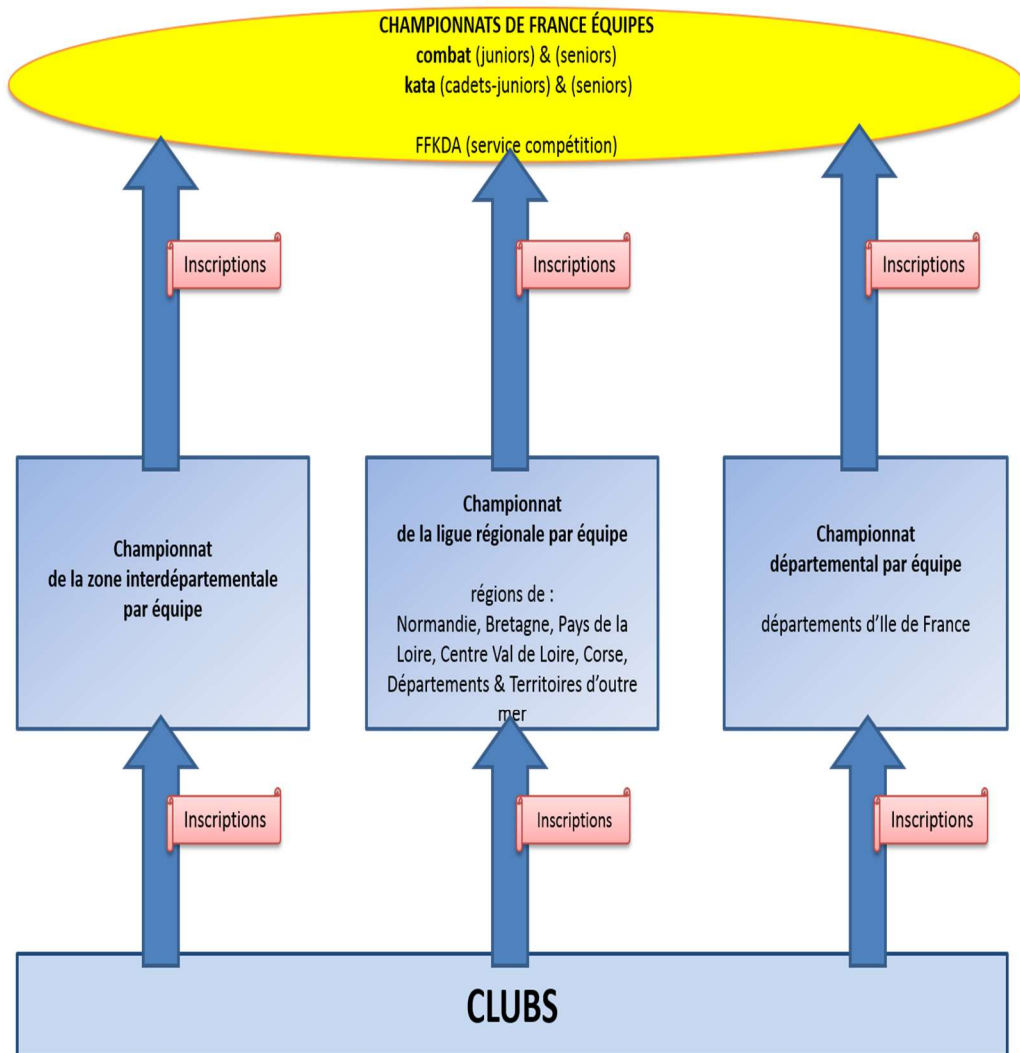 CHAMPIONNATS DE FRANCE ÉQUIPES
combat (juniors) & (seniors)
kata (cadets-juniors) & (seniors)
FFKDA (service compétition)
Inscriptions
Inscriptions
Inscriptions
Championnat
de la zone interdépartementale
par équipe
Championnat
de la ligue régionale par équipe
régions de :
Normandie, Bretagne, Pays de la
Loire, Centre Val de Loire, Corse,
Départements & Territoires d'outre
mer
Championnat
départemental par équipe
départements d'Ile de France
Inscriptions
Inscriptions
Inscriptions
CLUBS